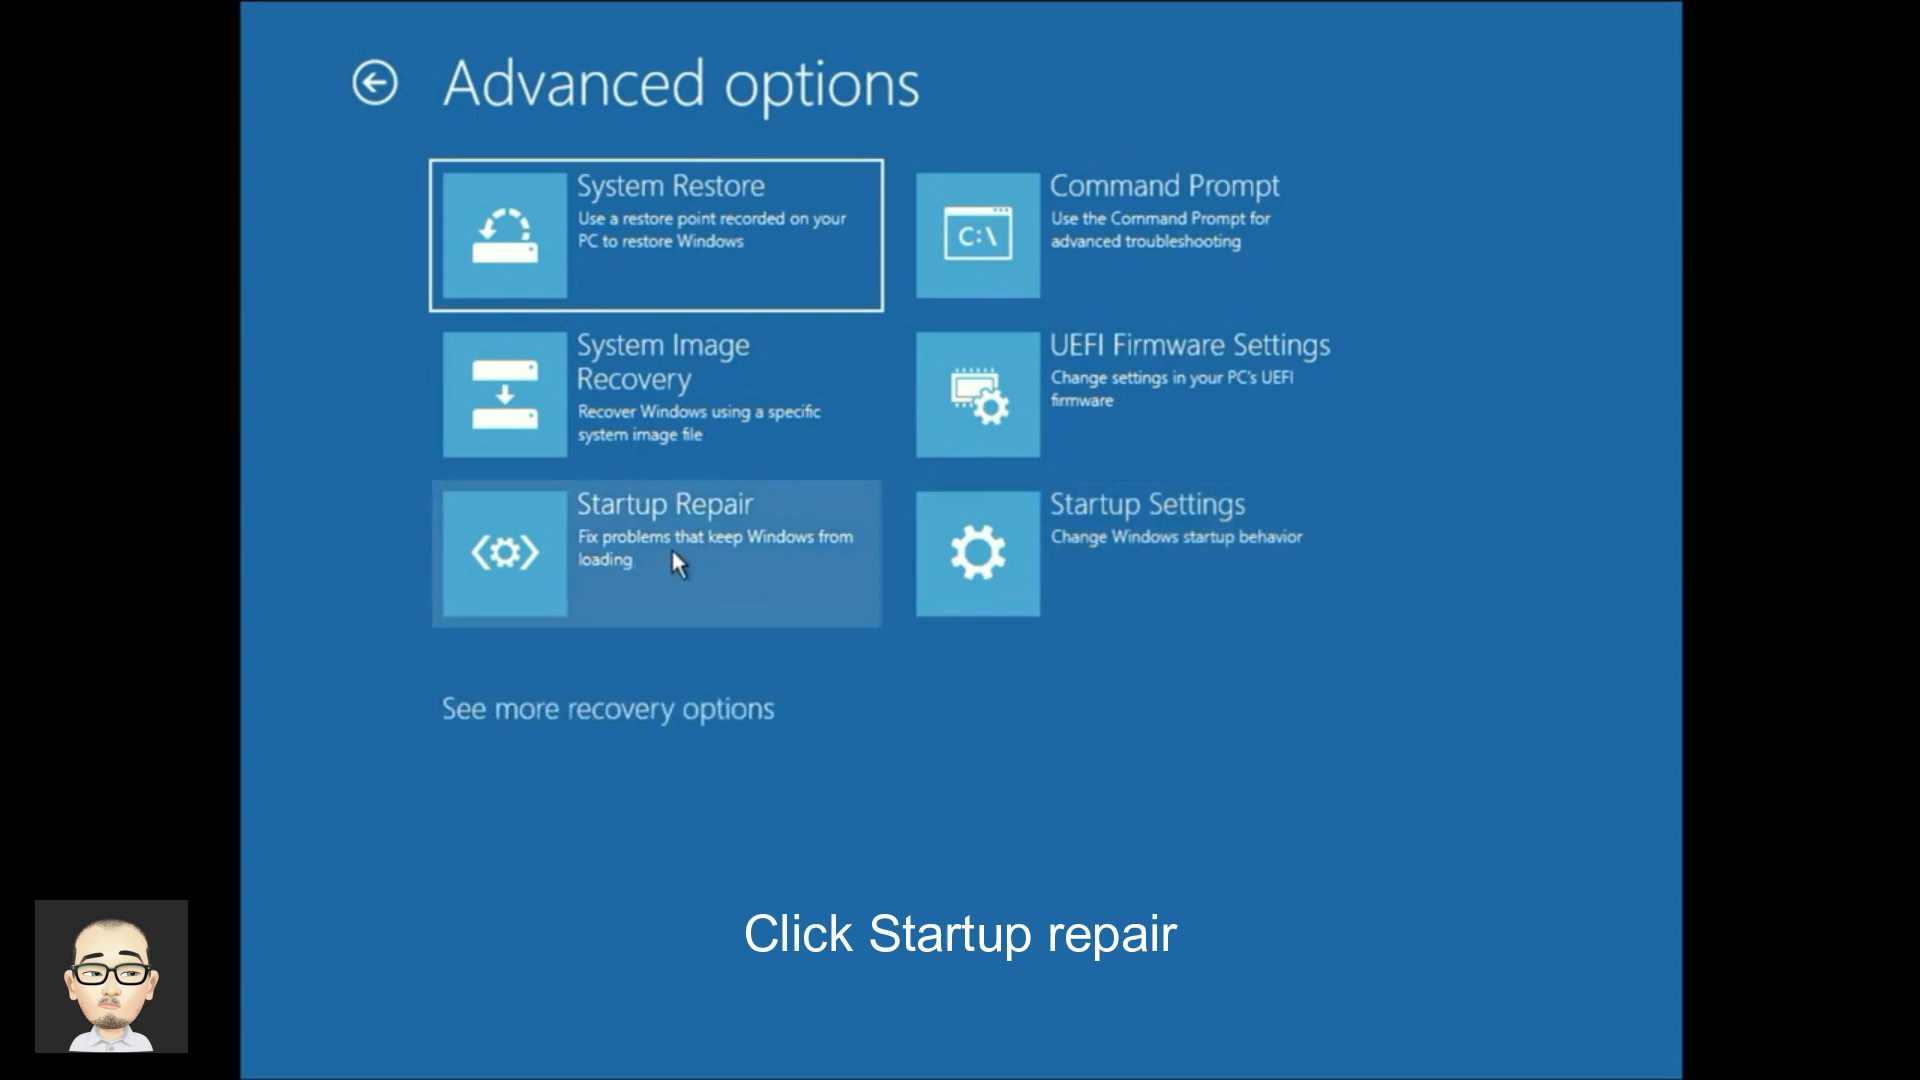 Advanced options
System Restore
Use a restore point recorded on your
PC to restore Windows
Command Prompt
Use the Command Prompt for
advanced troubleshooting
C:\
System Image
Recovery
Recover Windows using a specific
system image file
UEFI Firmware Settings
Change settings in your PC's UEFI
firmware
Startup Repair
Fix problems that keep Windows from
loading
Startup Settings
Change Windows startup behavior
See more recovery options
Click Startup repair